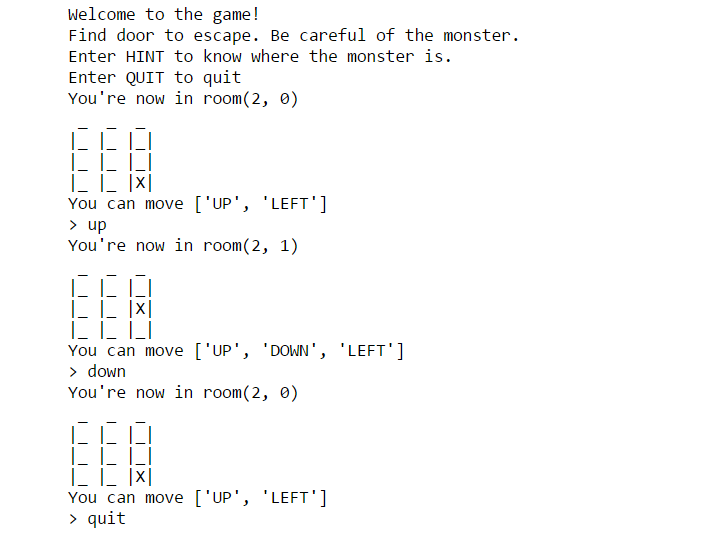 Welcome to the game!
Find door to escape. Be careful of the monster.
Enter HINT to know where the monster is.
Enter QUIT to quit
You're now in room(2, 0)
 _  _  _
|_ |_ |_|
|_ |_ |_|
|_ |_ |X|
You can move ['UP', 'LEFT']
> up
You're now in room(2, 1)
 _  _  _
|_ |_ |_|
|_ |_ |X|
|_ |_ |_|
You can move ['UP', 'DOWN', 'LEFT']
> down
You're now in room(2, 0)
 _  _  _
|_ |_ |_|
|_ |_ |_|
|_ |_ |X|
You can move ['UP', 'LEFT']
> quit